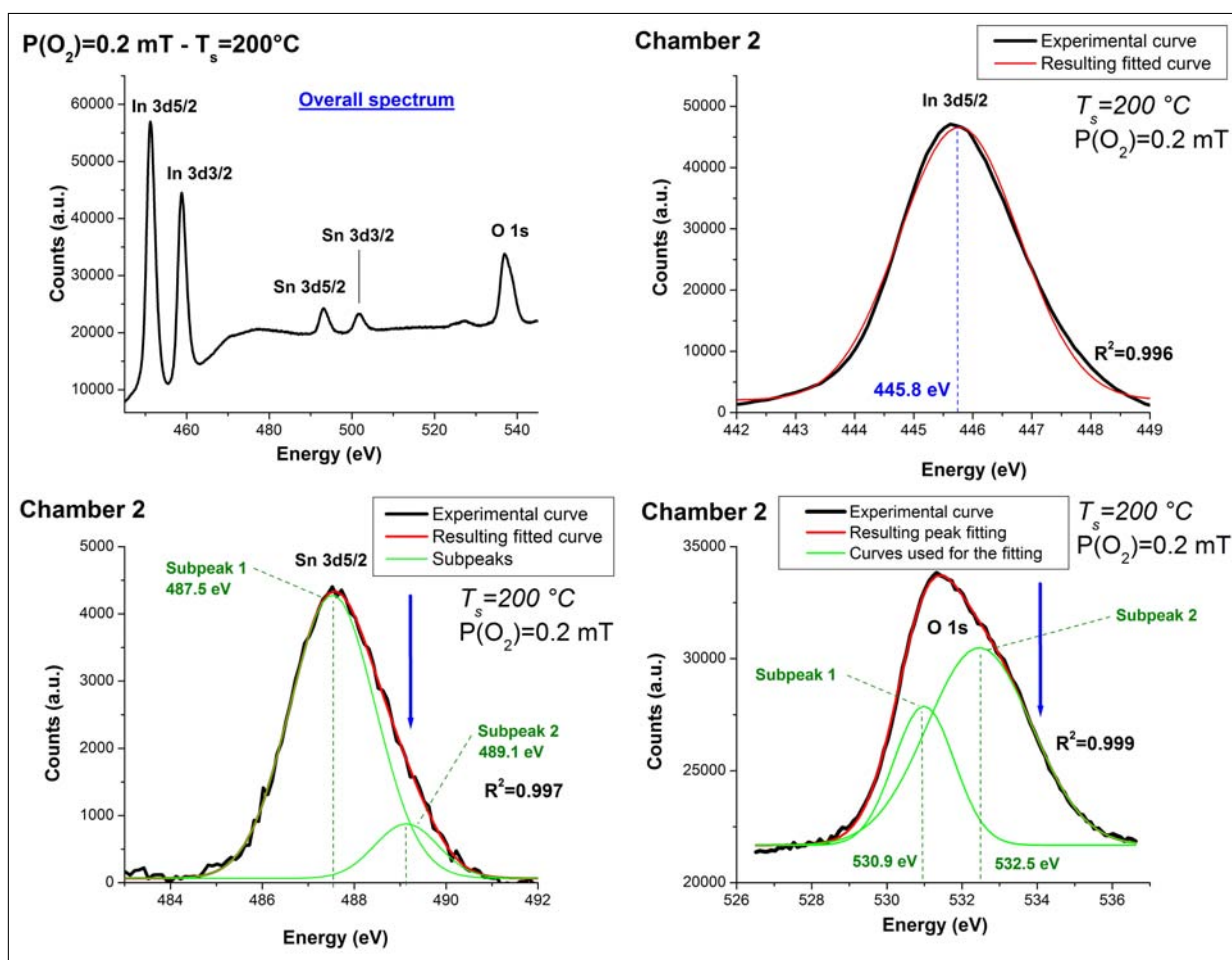 P(O₂)=0.2 mT - Tₛ=200°C
Overall spectrum
In 3d5/2
In 3d3/2
Sn 3d5/2
Sn 3d3/2
O 1s
60000
50000
40000
30000
20000
10000
Counts (a.u.)
460 480 500 520 540
Energy (eV)
Chamber 2
Experimental curve
Resulting fitted curve
In 3d5/2
Tₛ=200 °C
P(O₂)=0.2 mT
R²=0.996
445.8 eV
50000
40000
30000
20000
10000
0
Counts (a.u.)
442 443 444 445 446 447 448 449
Energy (eV)
Chamber 2
Experimental curve
Resulting fitted curve
Subpeaks
Sn 3d5/2
Subpeak 1
487.5 eV
Tₛ=200 °C
P(O₂)=0.2 mT
Subpeak 2
489.1 eV
R²=0.997
5000
4000
3000
2000
1000
0
Counts (a.u.)
484 486 488 490 492
Energy (eV)
Chamber 2
Experimental curve
Resulting peak fitting
Curves used for the fitting
Tₛ=200 °C
P(O₂)=0.2 mT
O 1s
Subpeak 2
Subpeak 1
R²=0.999
530.9 eV
532.5 eV
35000
30000
25000
20000
Counts (a.u.)
526 528 530 532 534 536
Energy (eV)